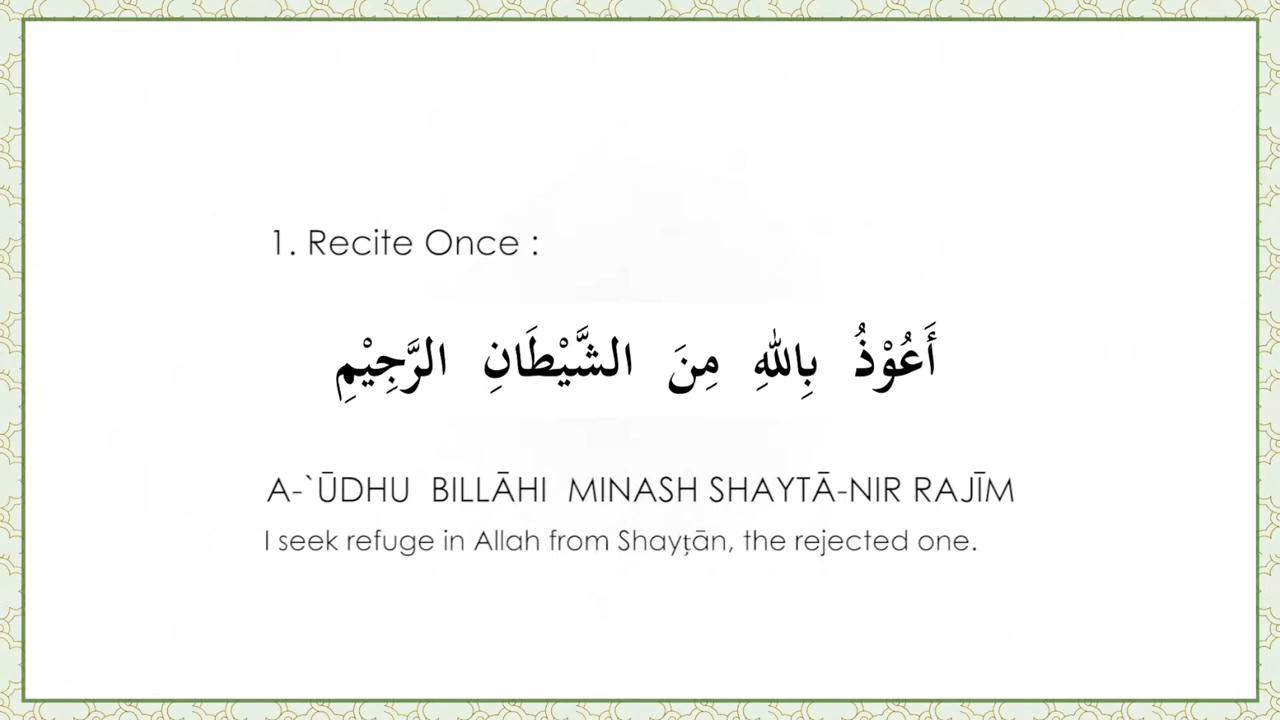 1. Recite Once :
أَعُوْذُ بِاللهِ مِنَ الشَّيْطَانِ الرَّجِيْمِ
A-`ŪDHU BILLĀHI MINASH SHAYTĀ-NIR RAJĪM
I seek refuge in Allah from Shayṭān, the rejected one.